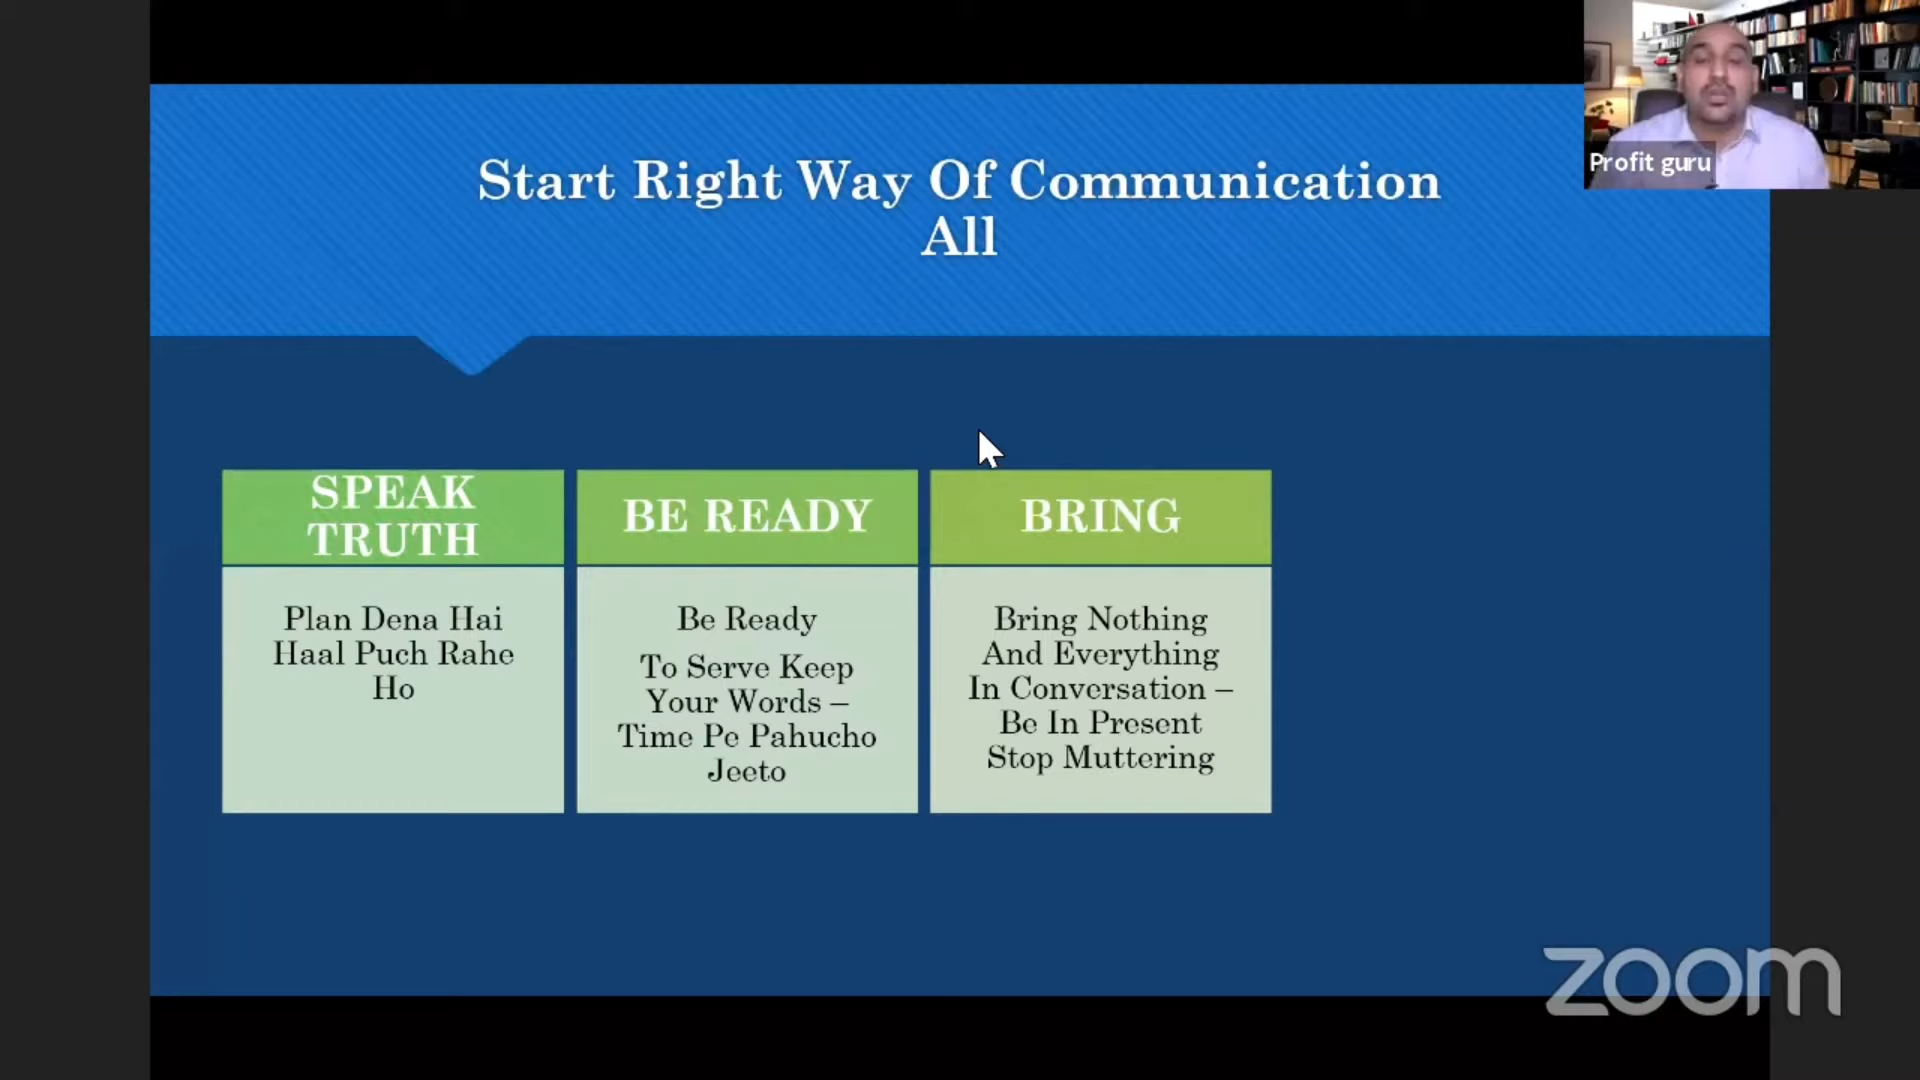 Start Right Way Of Communication
All
Profit guru
SPEAK
TRUTH
Plan Dena Hai
Haal Puch Rahe
Ho
BE READY
Be Ready
To Serve Keep
Your Words –
Time Pe Pahucho
Jeeto
BRING
Bring Nothing
And Everything
In Conversation –
Be In Present
Stop Muttering
zoom